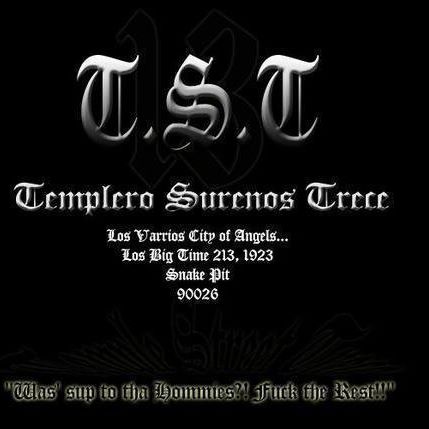 T.S.T
Templero Surenos Trece
Los Varrios City of Angels...
Los Big Time 213, 1923
Snake Pit
90026
"Was' sup to tha Hommies?! Fuck the Rest!!"